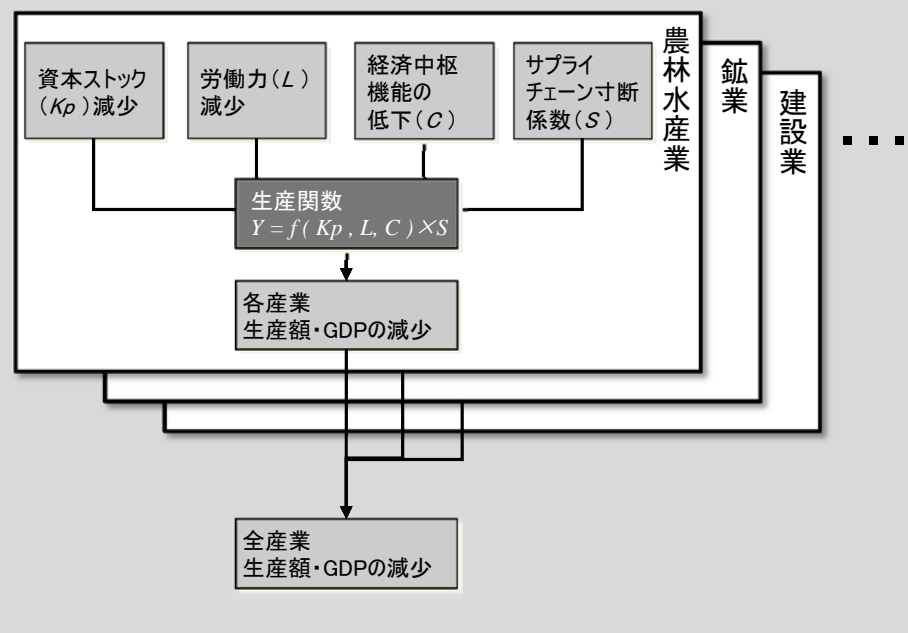 資本ストック
（Kp）減少
労働力（L）
減少
経済中枢
機能の
低下（C）
サプライ
チェーン寸断
係数（S）
農林水産業
鉱業
建設業
・・・
生産関数
Y = f ( Kp , L, C )×S
各産業
生産額・GDPの減少
全産業
生産額・GDPの減少